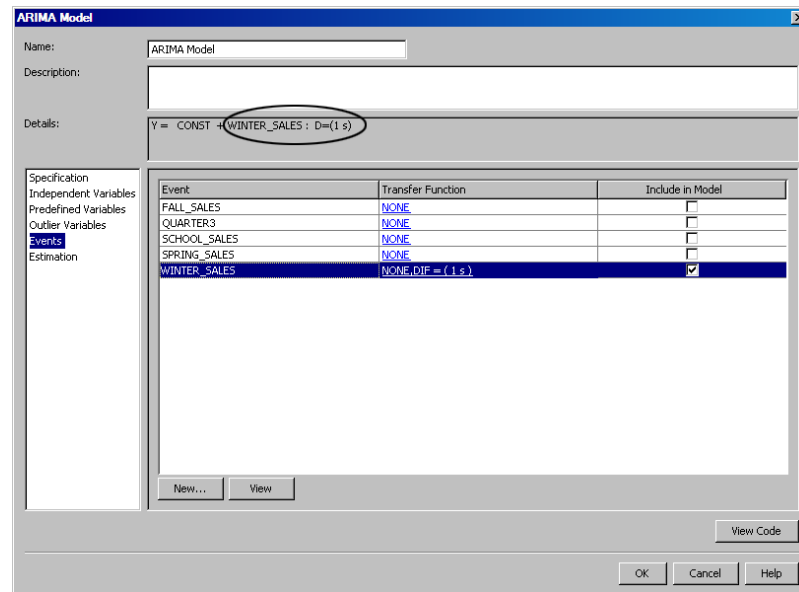 ARIMA Model
Name: ARIMA Model
Description:
Details: Y = CONST + WINTER_SALES : D=(1 s)
Specification
Independent Variables
Predefined Variables
Outlier Variables
Events
Estimation
Event Transfer Function Include in Model
FALL_SALES NONE
QUARTER3 NONE
SCHOOL_SALES NONE
SPRING_SALES NONE
WINTER_SALES NONE,DIF = ( 1 s )
New... View
View Code
OK Cancel Help